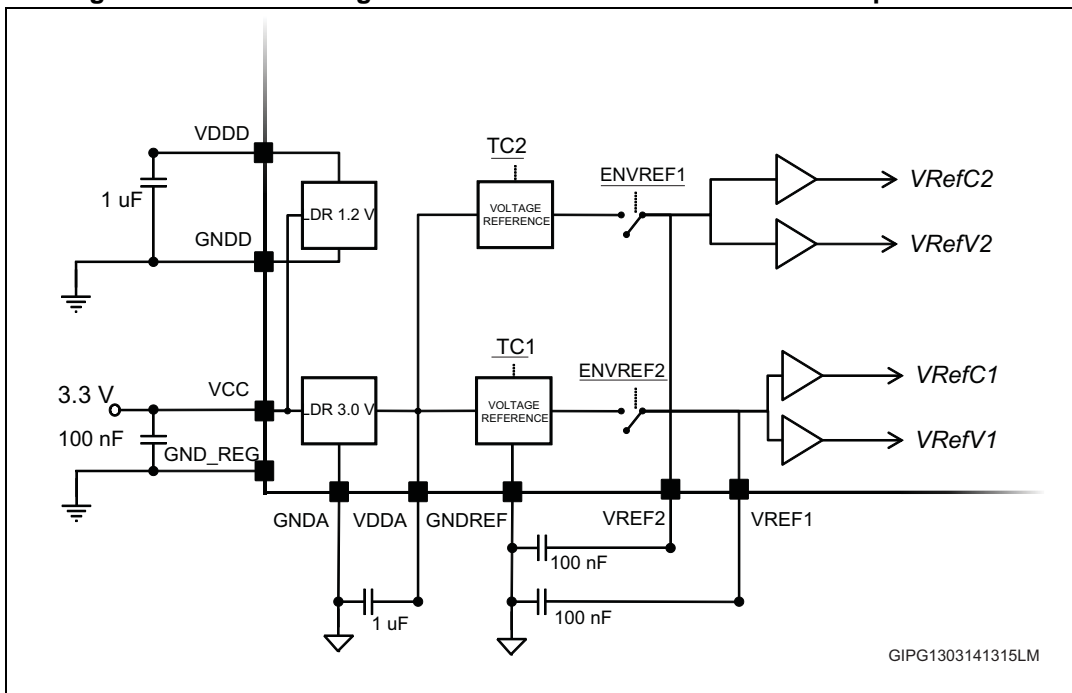 VDDD
TC2
ENVREF1
1 uF
LDR 1.2 V
VOLTAGE
REFERENCE
VRefC2
VRefV2
GNDD
TC1
ENVREF2
3.3 V
VCC
LDR 3.0 V
VOLTAGE
REFERENCE
VRefC1
VRefV1
100 nF
GND_REG
GNDA
VDDA
GNDREF
VREF2
VREF1
100 nF
1 uF
100 nF
GIPG1303141315LM